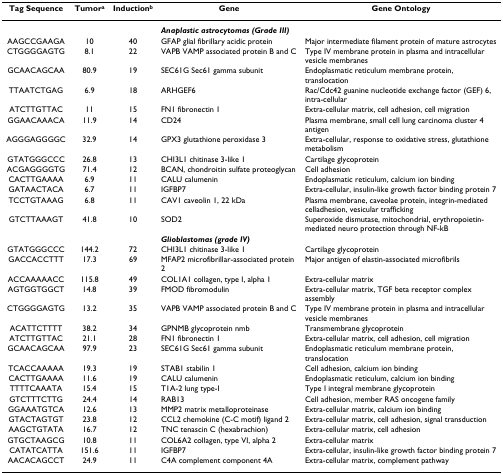 Tag Sequence Tumorᵃ Inductionᵇ Gene Gene Ontology
Anaplastic astrocytomas (Grade III)
AAGCCGAAGA 10 40 GFAP glial fibrillary acidic protein Major intermediate filament protein of mature astrocytes
CTGGGGAGTG 8.1 22 VAPB VAMP associated protein B and C Type IV membrane protein in plasma and intracellular
vesicle membranes
GCAACAGCAA 80.9 19 SEC61G Sec61 gamma subunit Endoplasmatic reticulum membrane protein,
translocation
TTAATCTGAG 6.9 18 ARHGEF6 Rac/Cdc42 guanine nucleotide exchange factor (GEF) 6,
intra-cellular
ATCTTGTTAC 11 15 FN1 fibronectin 1 Extra-cellular matrix, cell adhesion, cell migration
GGAACAAACA 11.9 14 CD24 Plasma membrane, small cell lung carcinoma cluster 4
antigen
AGGGAGGGGC 32.9 14 GPX3 glutathione peroxidase 3 Extra-cellular, response to oxidative stress, glutathione
metabolism
GTATGGGCCC 26.8 13 CHI3L1 chitinase 3-like 1 Cartilage glycoprotein
ACGAGGGGTG 71.4 12 BCAN, chondroitin sulfate proteoglycan Cell adhesion
CACTTGAAAA 6.9 11 CALU calumenin Endoplasmatic reticulum, calcium ion binding
GATAACTACA 6.7 11 IGFBP7 Extra-cellular, insulin-like growth factor binding protein 7
TCCTGTAAAG 6.8 11 CAV1 caveolin 1, 22 kDa Plasma membrane, caveolae protein, integrin-mediated
celladhesion, vesicular trafficking
GTCTTAAAGT 41.8 10 SOD2 Superoxide dismutase, mitochondrial, erythropoietin-
mediated neuro protection through NF-kB
Glioblastomas (grade IV)
GTATGGGCCC 144.2 72 CHI3L1 chitinase 3-like 1 Cartilage glycoprotein
GACCACCTTT 17.3 69 MFAP2 microfibrillar-associated protein Major antigen of elastin-associated microfibrils
2
ACCAAAAACC 115.8 49 COL1A1 collagen, type I, alpha 1 Extra-cellular matrix
AGTGGTGGCT 14.8 39 FMOD fibromodulin Extra-cellular matrix, TGF beta receptor complex
assembly
CTGGGGAGTG 13.2 35 VAPB VAMP associated protein B and C Type IV membrane protein in plasma and intracellular
vesicle membranes
ACATTCTTTT 38.2 34 GPNMB glycoprotein nmb Transmembrane glycoprotein
ATCTTGTTAC 21.1 28 FN1 fibronectin 1 Extra-cellular matrix, cell adhesion, cell migration
GCAACAGCAA 97.9 23 SEC61G Sec61 gamma subunit Endoplasmatic reticulum membrane protein,
translocation
TCACCAAAAA 19.3 19 STAB1 stabilin 1 Cell adhesion, calcium ion binding
CACTTGAAAA 11.6 19 CALU calumenin Endoplasmatic reticulum, calcium ion binding
TTTTCAAATA 15.4 15 T1A-2 lung type-I Type I integral membrane glycoprotein
GTCTTTCTTG 24.4 14 RAB13 Cell adhesion, member RAS oncogene family
GGAAATGTCA 12.6 13 MMP2 matrix metalloproteinase Extra-cellular matrix, calcium ion binding
GTACTAGTGT 23.8 12 CCL2 chemokine (C-C motif) ligand 2 Extra-cellular matrix, cell adhesion, signal transduction
AAGCTGTATA 16.7 12 TNC tenascin C (hexabrachion) Extra-cellular matrix, cell adhesion
GTGCTAAGCG 10.8 11 COL6A2 collagen, type VI, alpha 2 Extra-cellular matrix
CATATCATTA 151.6 11 IGFBP7 Extra-cellular, insulin-like growth factor binding protein 7
AACACAGCCT 24.9 11 C4A complement component 4A Extra-cellular matrix, complement pathway